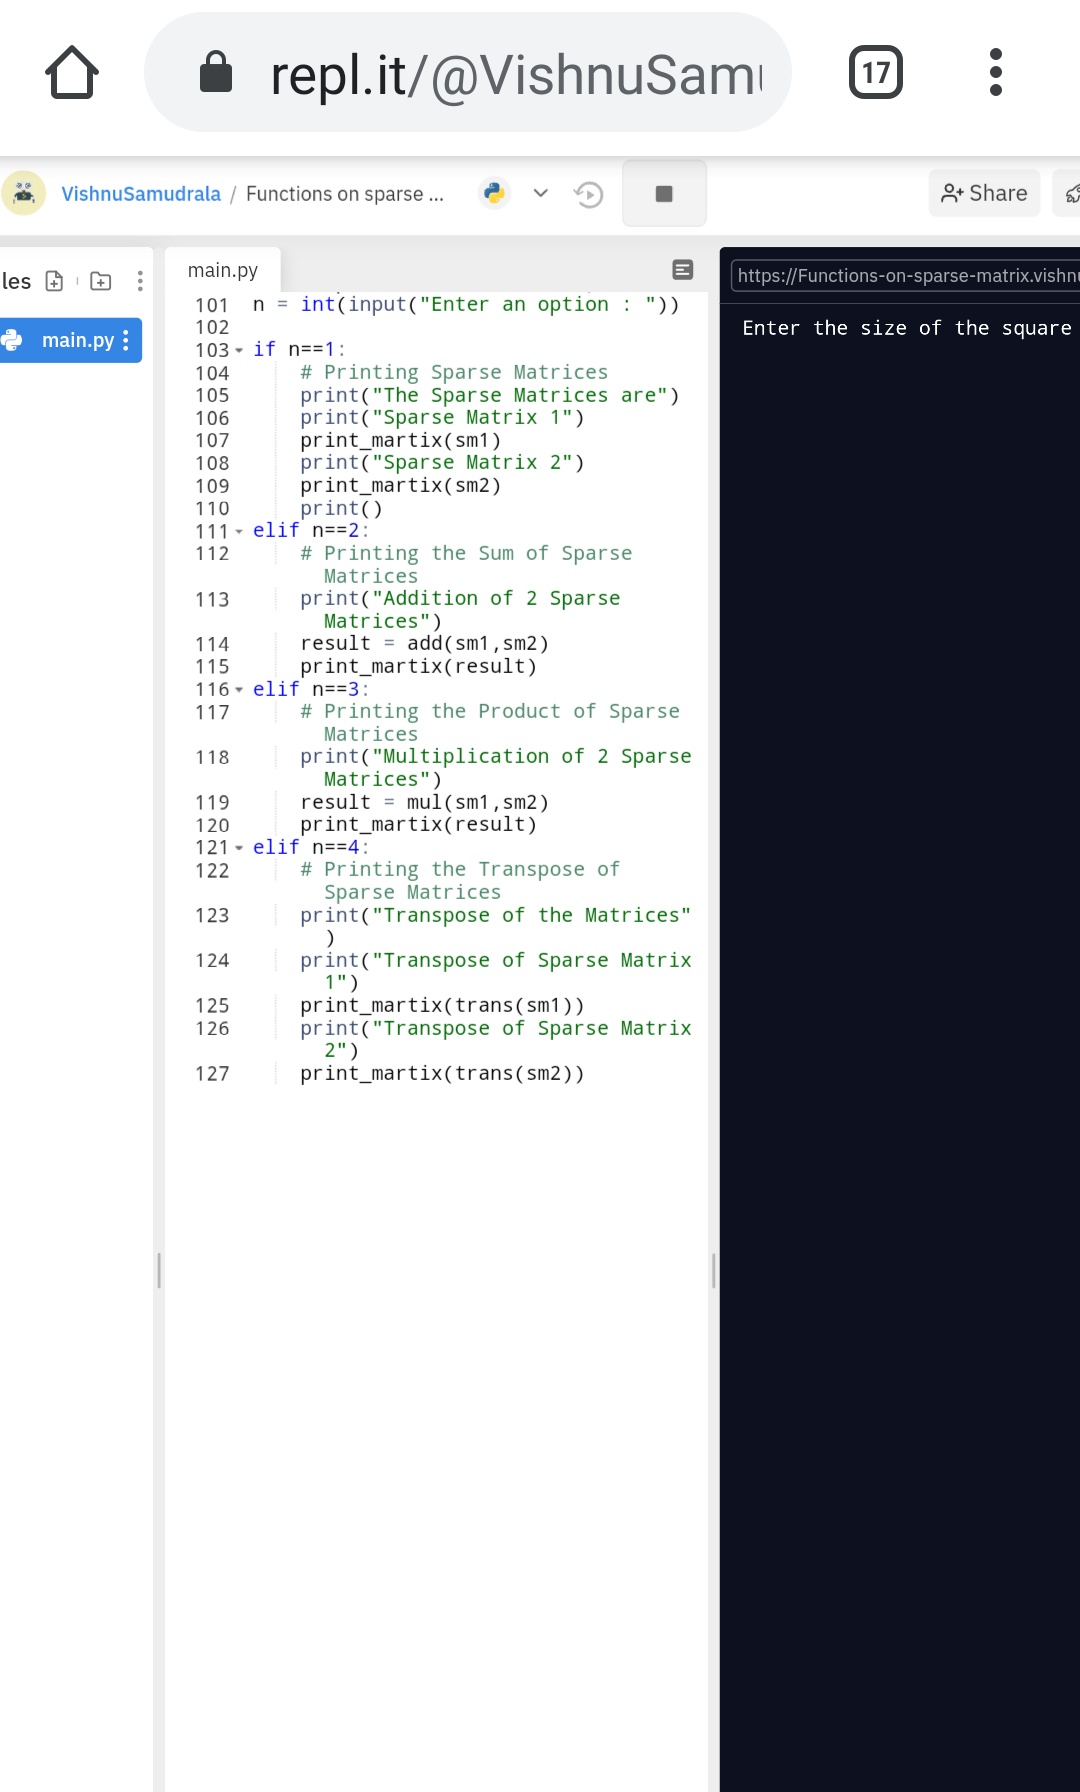 repl.it/@VishnuSam
17
VishnuSamudrala / Functions on sparse ...
Share
les
main.py
main.py
https://Functions-on-sparse-matrix.vishn
101 n = int(input("Enter an option : "))
102
103 if n==1:
104 # Printing Sparse Matrices
105 print("The Sparse Matrices are")
106 print("Sparse Matrix 1")
107 print_martix(sm1)
108 print("Sparse Matrix 2")
109 print_martix(sm2)
110 print()
111 elif n==2:
112 # Printing the Sum of Sparse
Matrices
113 print("Addition of 2 Sparse
Matrices")
114 result = add(sm1,sm2)
115 print_martix(result)
116 elif n==3:
117 # Printing the Product of Sparse
Matrices
118 print("Multiplication of 2 Sparse
Matrices")
119 result = mul(sm1,sm2)
120 print_martix(result)
121 elif n==4:
122 # Printing the Transpose of
Sparse Matrices
123 print("Transpose of the Matrices"
)
124 print("Transpose of Sparse Matrix
1")
125 print_martix(trans(sm1))
126 print("Transpose of Sparse Matrix
2")
127 print_martix(trans(sm2))
Enter the size of the square